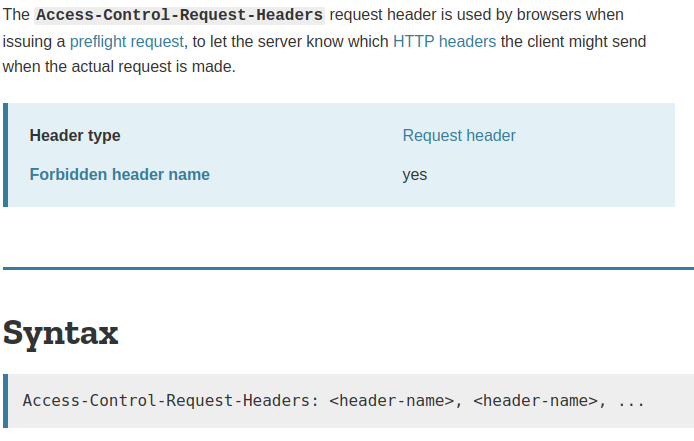 The Access-Control-Request-Headers request header is used by browsers when
issuing a preflight request, to let the server know which HTTP headers the client might send
when the actual request is made.
Header type Request header
Forbidden header name yes
Syntax
Access-Control-Request-Headers: <header-name>, <header-name>, ...